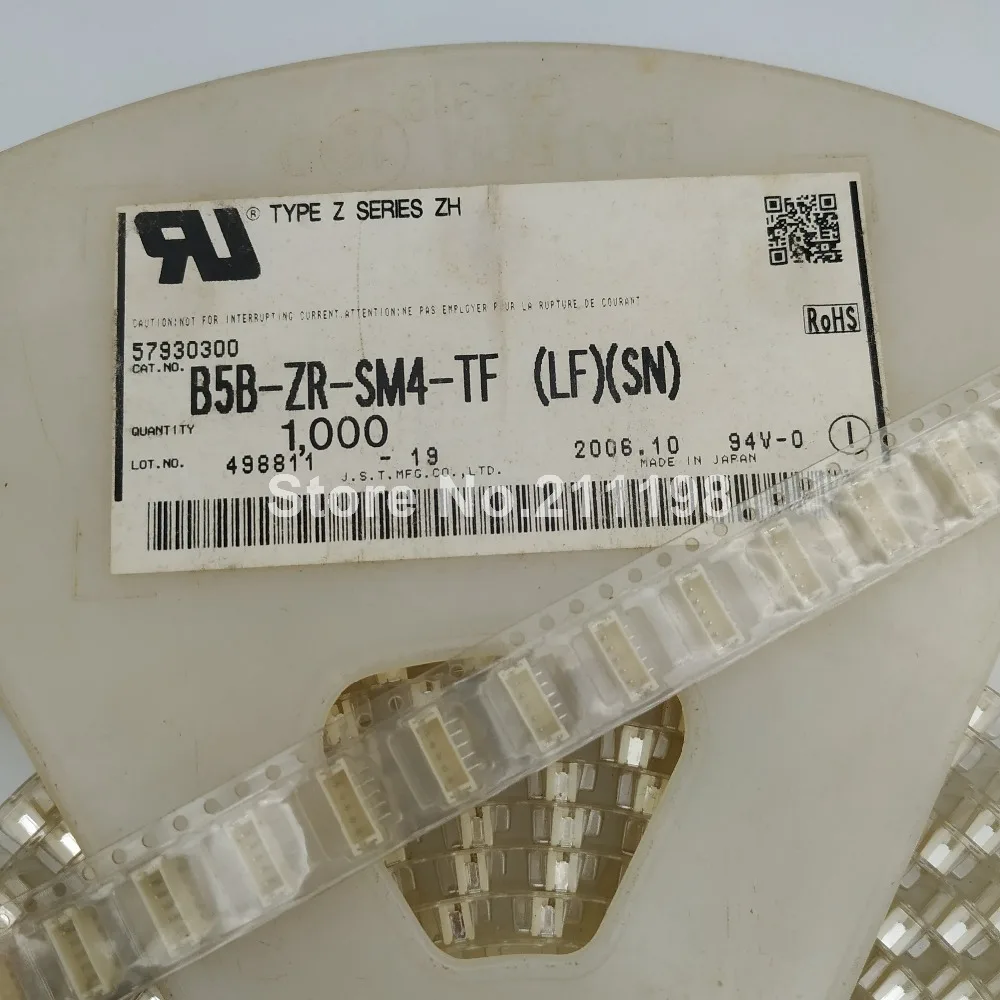 RU ® TYPE Z SERIES ZH
CAUTION:NOT FOR INTERRUPTING CURRENT.ATTENTION:NE PAS EMPLOYER POUR LA RUPTURE DE COURANT
RoHS
57930300
CAT.NO. B5B-ZR-SM4-TF (LF)(SN)
QUANTITY 1,000
LOT.NO. 498811 - 19 2006.10 94V-0 1
J.S.T.MFG.CO.,LTD. MADE IN JAPAN
Store No.2111198